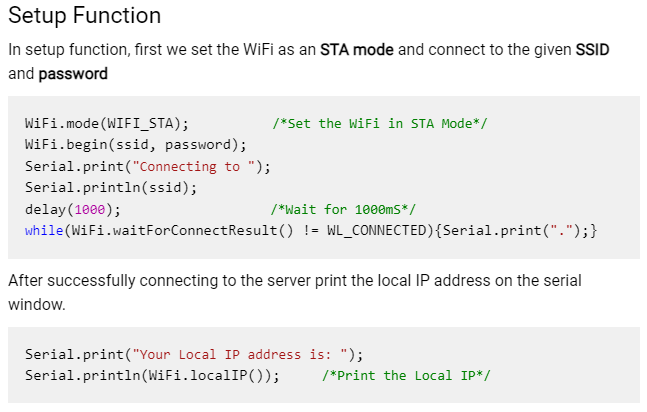 Setup Function
In setup function, first we set the WiFi as an STA mode and connect to the given SSID
and password
WiFi.mode(WIFI_STA);          /*Set the WiFi in STA Mode*/
WiFi.begin(ssid, password);
Serial.print("Connecting to ");
Serial.println(ssid);
delay(1000);                  /*Wait for 1000mS*/
while(WiFi.waitForConnectResult() != WL_CONNECTED){Serial.print(".");}
After successfully connecting to the server print the local IP address on the serial
window.
Serial.print("Your Local IP address is: ");
Serial.println(WiFi.localIP());     /*Print the Local IP*/